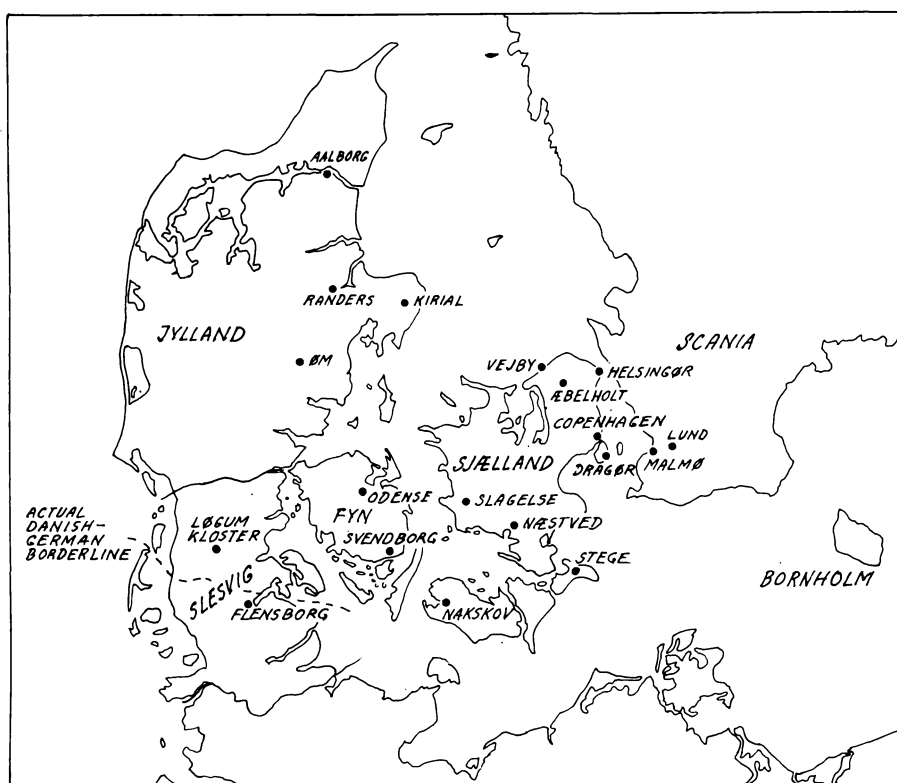 AALBORG
RANDERS
KIRIAL
JYLLAND
SCANIA
ØM
VEJBY
HELSINGØR
ÆBELHOLT
COPENHAGEN
LUND
SJÆLLAND
DRAGØR
MALMØ
ODENSE
SLAGELSE
ACTUAL
DANISH-
GERMAN
BORDERLINE
LØGUM
KLOSTER
FYN
NÆSTVED
SVENDBORG
STEGE
BORNHOLM
SLESVIG
FLENSBORG
NAKSKOV